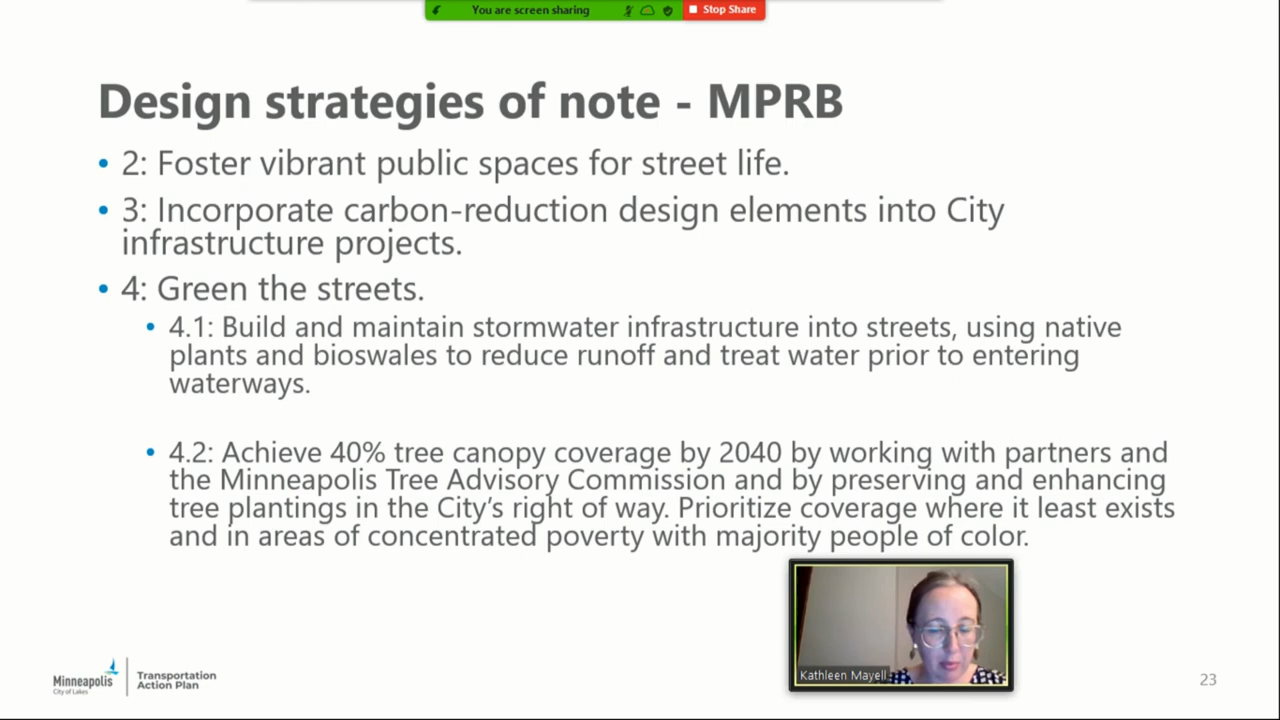 You are screen sharing
Stop Share
Design strategies of note - MPRB
• 2: Foster vibrant public spaces for street life.
• 3: Incorporate carbon-reduction design elements into City
infrastructure projects.
• 4: Green the streets.
• 4.1: Build and maintain stormwater infrastructure into streets, using native
plants and bioswales to reduce runoff and treat water prior to entering
waterways.
• 4.2: Achieve 40% tree canopy coverage by 2040 by working with partners and
the Minneapolis Tree Advisory Commission and by preserving and enhancing
tree plantings in the City's right of way. Prioritize coverage where it least exists
and in areas of concentrated poverty with majority people of color.
Kathleen Mayell
Minneapolis
City of Lakes
Transportation
Action Plan
23